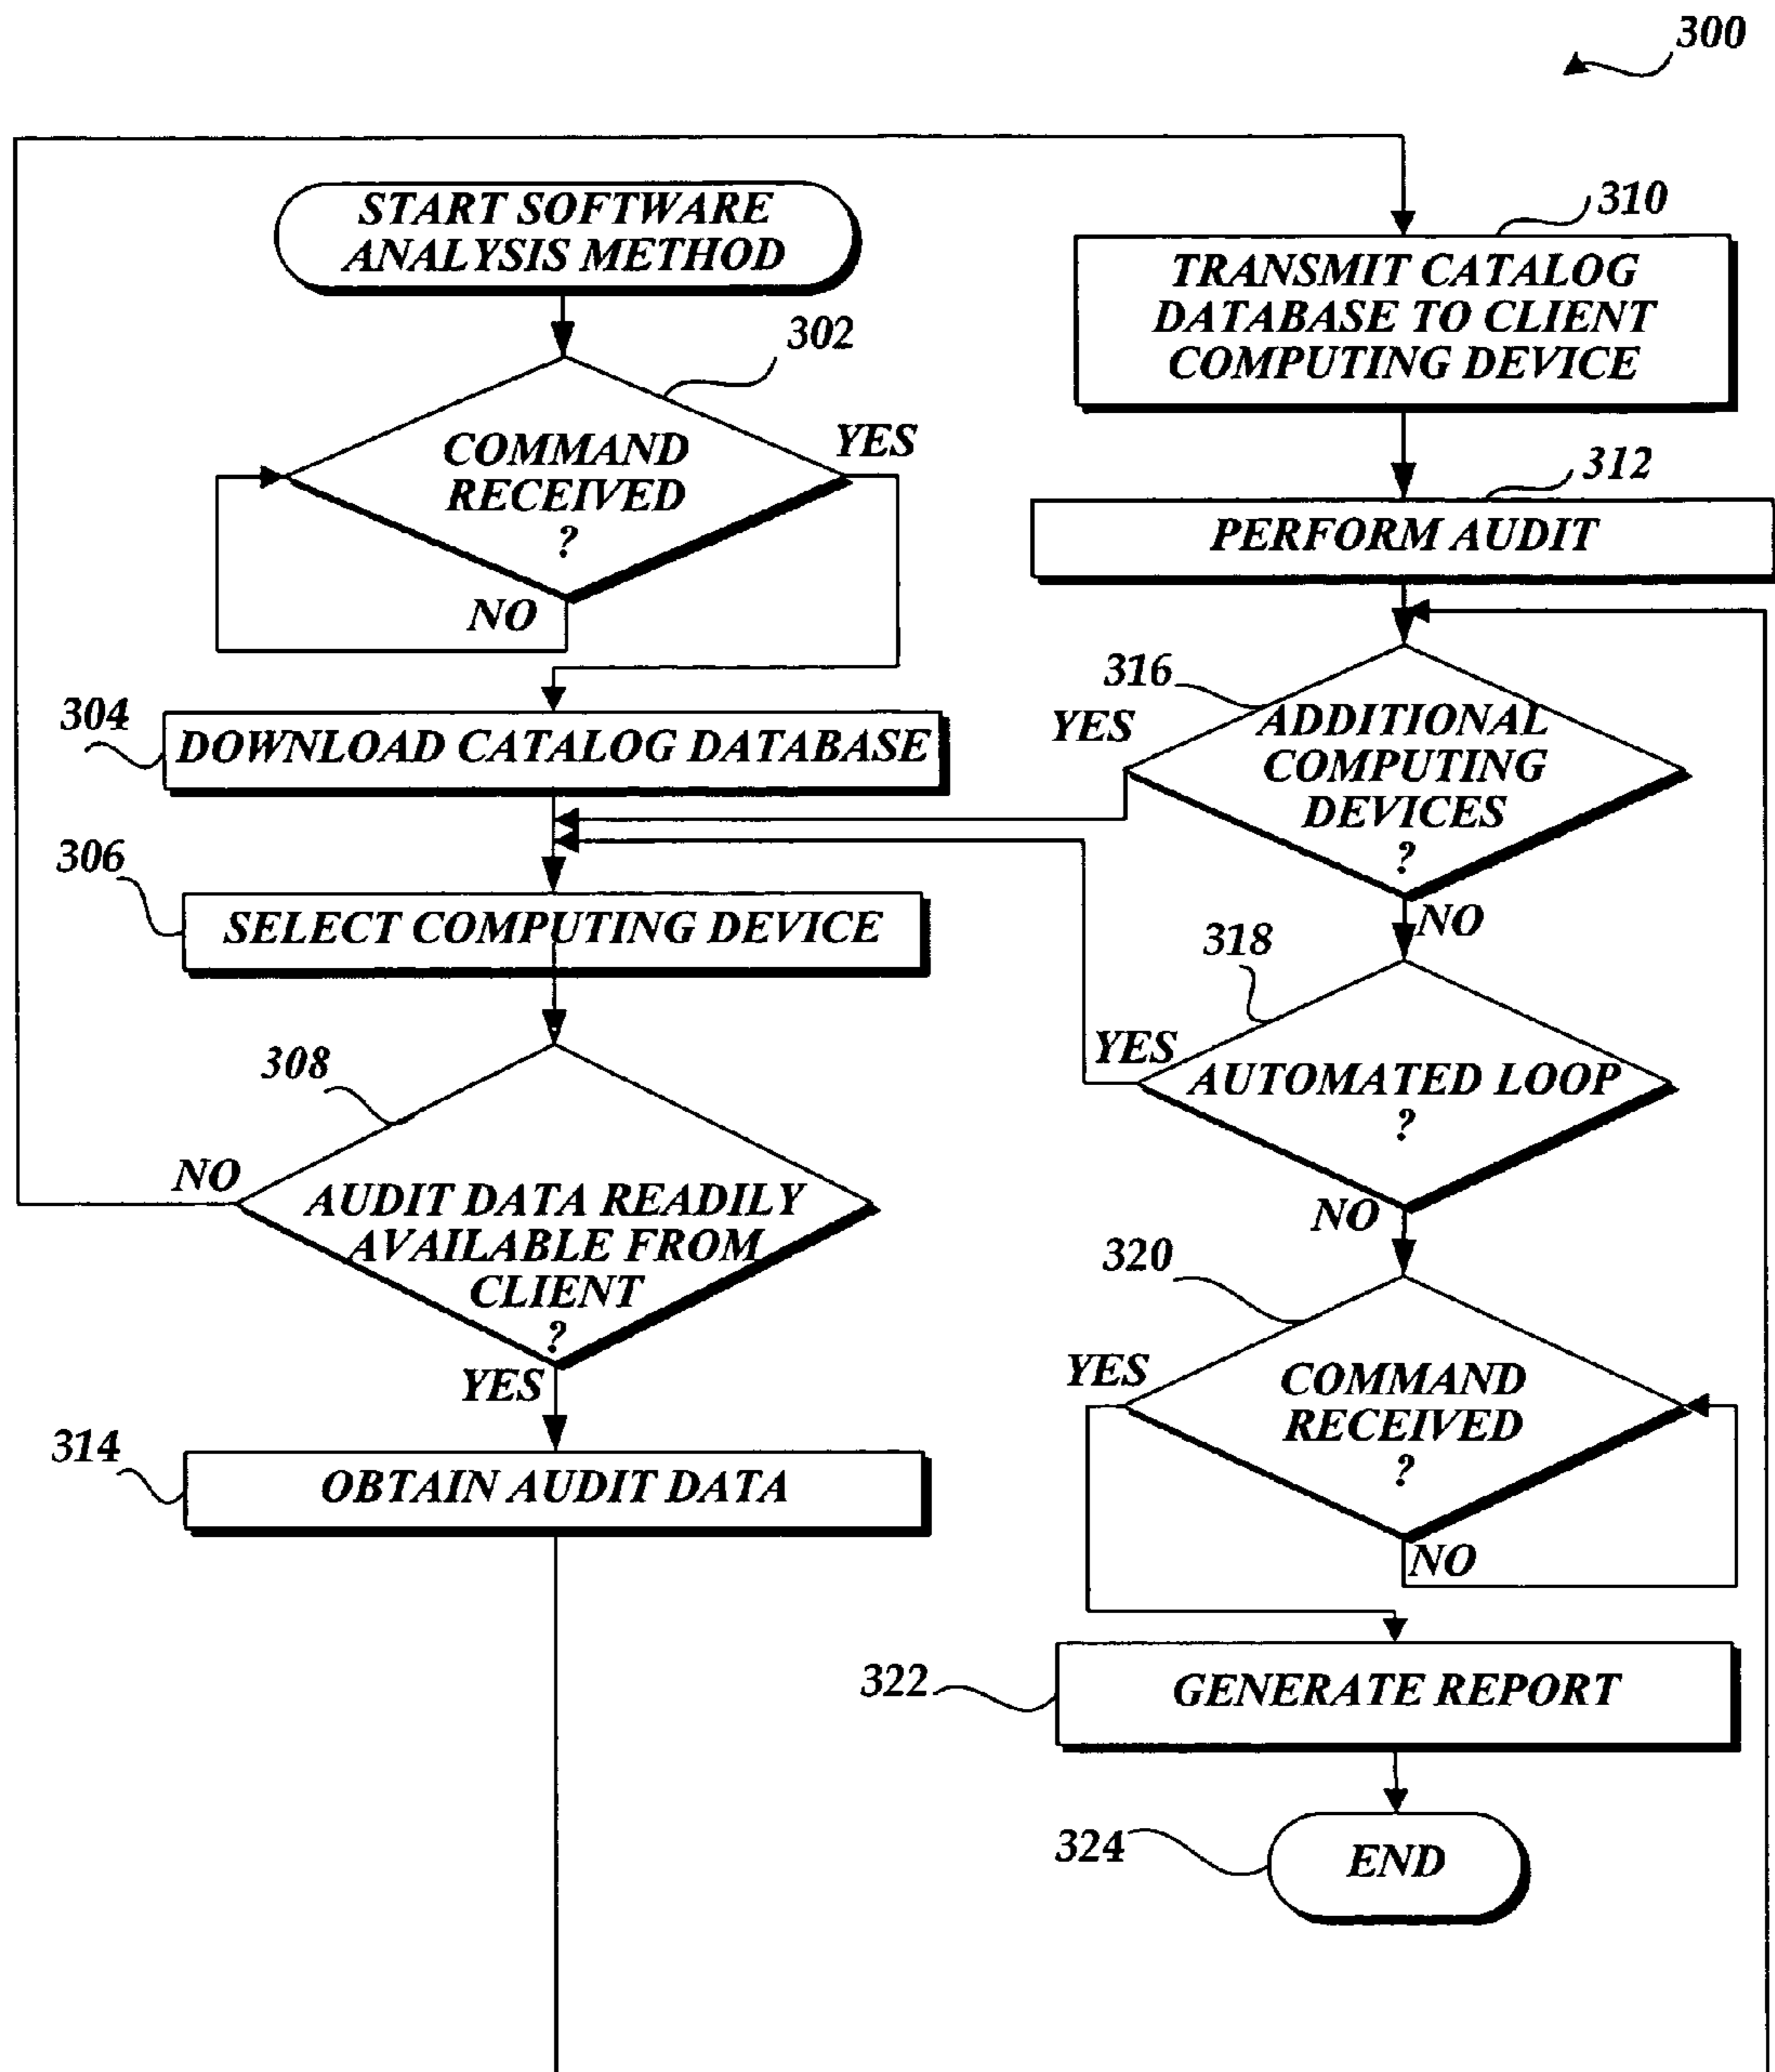 300
START SOFTWARE
ANALYSIS METHOD
302
COMMAND
RECEIVED
?
YES
NO
304
DOWNLOAD CATALOG DATABASE
306
SELECT COMPUTING DEVICE
308
NO
AUDIT DATA READILY
AVAILABLE FROM
CLIENT
?
YES
314
OBTAIN AUDIT DATA
310
TRANSMIT CATALOG
DATABASE TO CLIENT
COMPUTING DEVICE
312
PERFORM AUDIT
316
YES
ADDITIONAL
COMPUTING
DEVICES
?
NO
318
YES
AUTOMATED LOOP
?
NO
320
YES
COMMAND
RECEIVED
?
NO
322
GENERATE REPORT
324
END